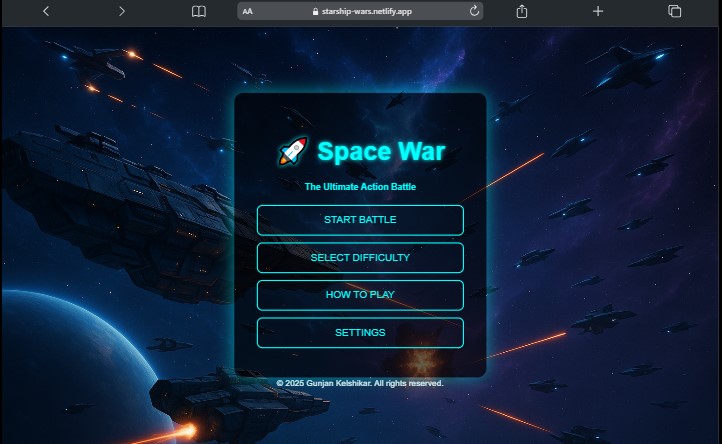 AA
starship-wars.netlify.app
Space War
The Ultimate Action Battle
START BATTLE
SELECT DIFFICULTY
HOW TO PLAY
SETTINGS
© 2025 Gunjan Kelshikar. All rights reserved.